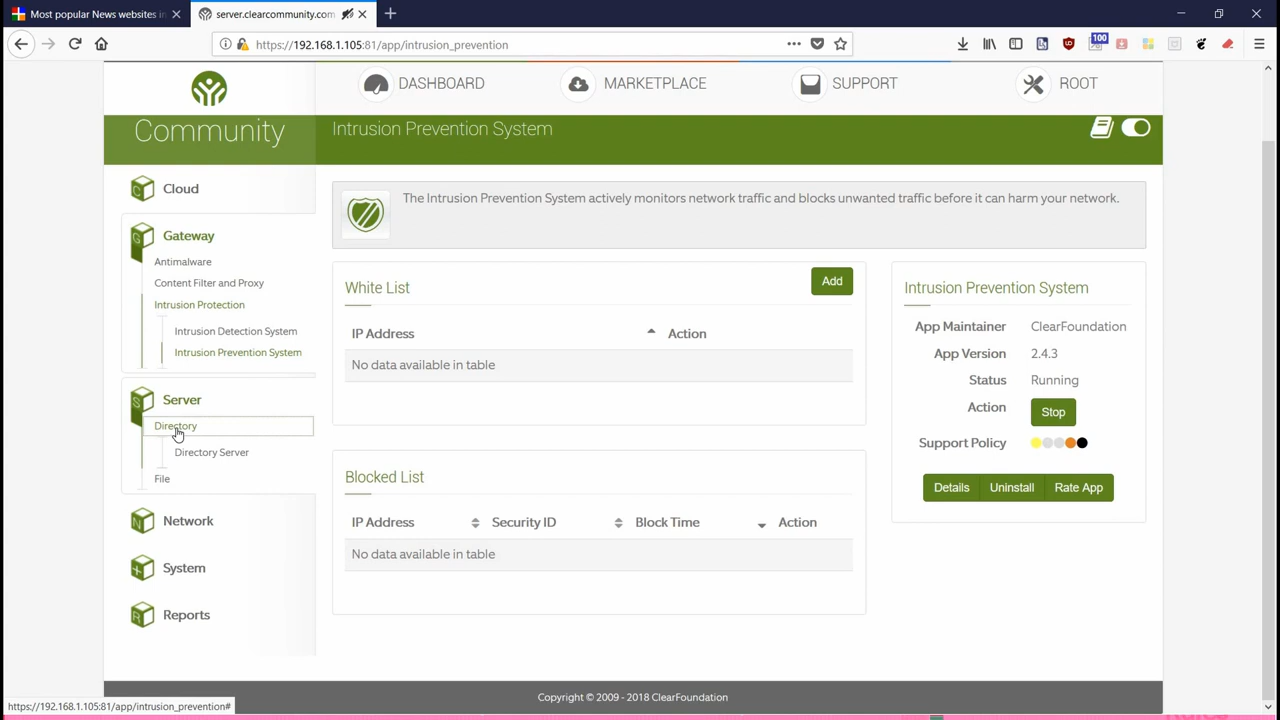 Most popular News websites in
server.clearcommunity.com
https://192.168.1.105:81/app/intrusion_prevention
100
DASHBOARD
MARKETPLACE
SUPPORT
ROOT
Community
Intrusion Prevention System
Cloud
Gateway
Antimalware
Content Filter and Proxy
Intrusion Protection
Intrusion Detection System
Intrusion Prevention System
Server
Directory
Directory Server
File
Network
System
Reports
The Intrusion Prevention System actively monitors network traffic and blocks unwanted traffic before it can harm your network.
White List
Add
IP Address
Action
No data available in table
Blocked List
IP Address
Security ID
Block Time
Action
No data available in table
Intrusion Prevention System
App Maintainer ClearFoundation
App Version 2.4.3
Status Running
Action Stop
Support Policy
Details
Uninstall
Rate App
Copyright © 2009 - 2018 ClearFoundation
https://192.168.1.105:81/app/intrusion_prevention#